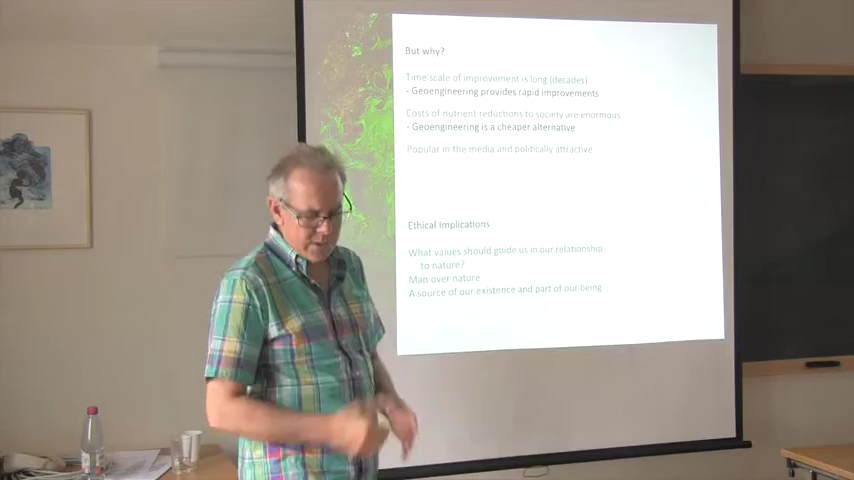 But why?
Time scale of improvement is long (decades)
- Geoengineering provides rapid improvements
Costs of nutrient reductions to society are enormous
- Geoengineering is a cheaper alternative
Popular in the media and politically attractive
Ethical Implications
What values should guide us in our relationship
to nature?
Man over nature
A source of our existence and part of our being